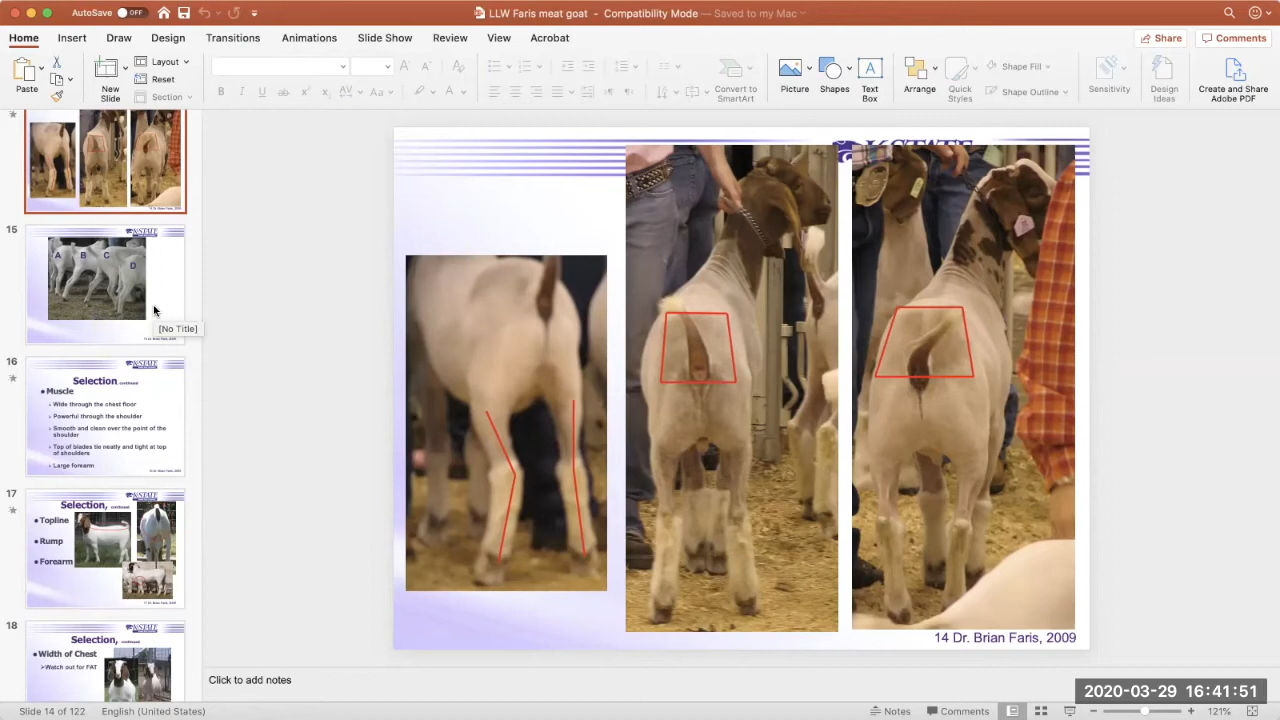 AutoSave OFF LLW Faris meat goat - Compatibility Mode — Saved to my Mac
Home Insert Draw Design Transitions Animations Slide Show Review View Acrobat Share Comments
Paste New Slide Layout Reset Section Convert to SmartArt Picture Shapes Text Box Arrange Quick Styles Shape Fill Shape Outline Sensitivity Design Ideas Create and Share Adobe PDF
15
A B C D
[No Title]
16
Selection, continued
Muscle
Wide through the chest floor
Powerful through the shoulder
Smooth and clean over the point of the
shoulder
Top of blades tie neatly and tight at top
of shoulders
Large forearm
17
Selection, continued
Topline
Rump
Forearm
18
Selection, continued
Width of Chest
Watch out for FAT
14 Dr. Brian Faris, 2009
Click to add notes
2020-03-29 16:41:51
Slide 14 of 122 English (United States) Notes Comments 121%